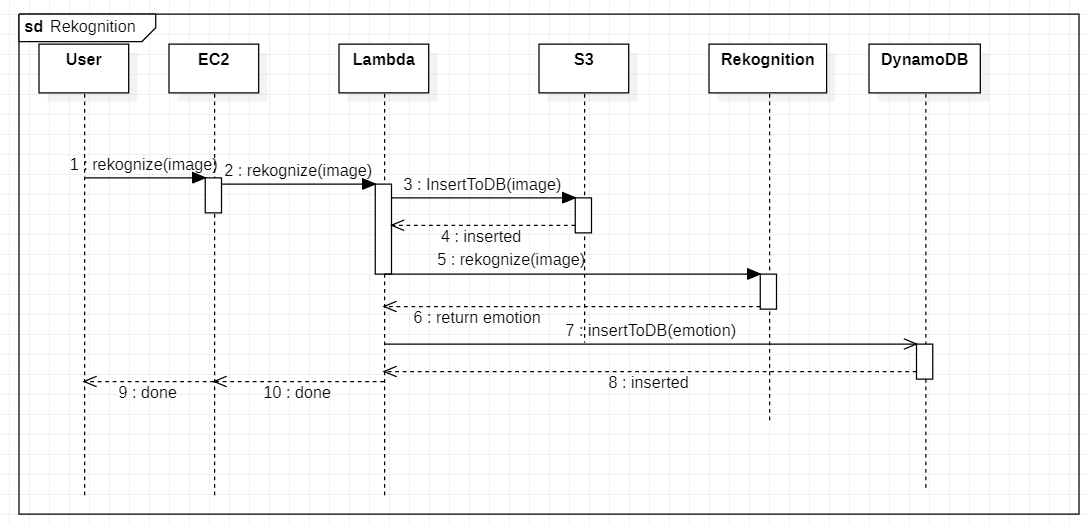 sd Rekognition
User
EC2
Lambda
S3
Rekognition
DynamoDB
1 : rekognize(image)
2 : rekognize(image)
3 : InsertToDB(image)
4 : inserted
5 : rekognize(image)
6 : return emotion
7 : insertToDB(emotion)
8 : inserted
9 : done
10 : done